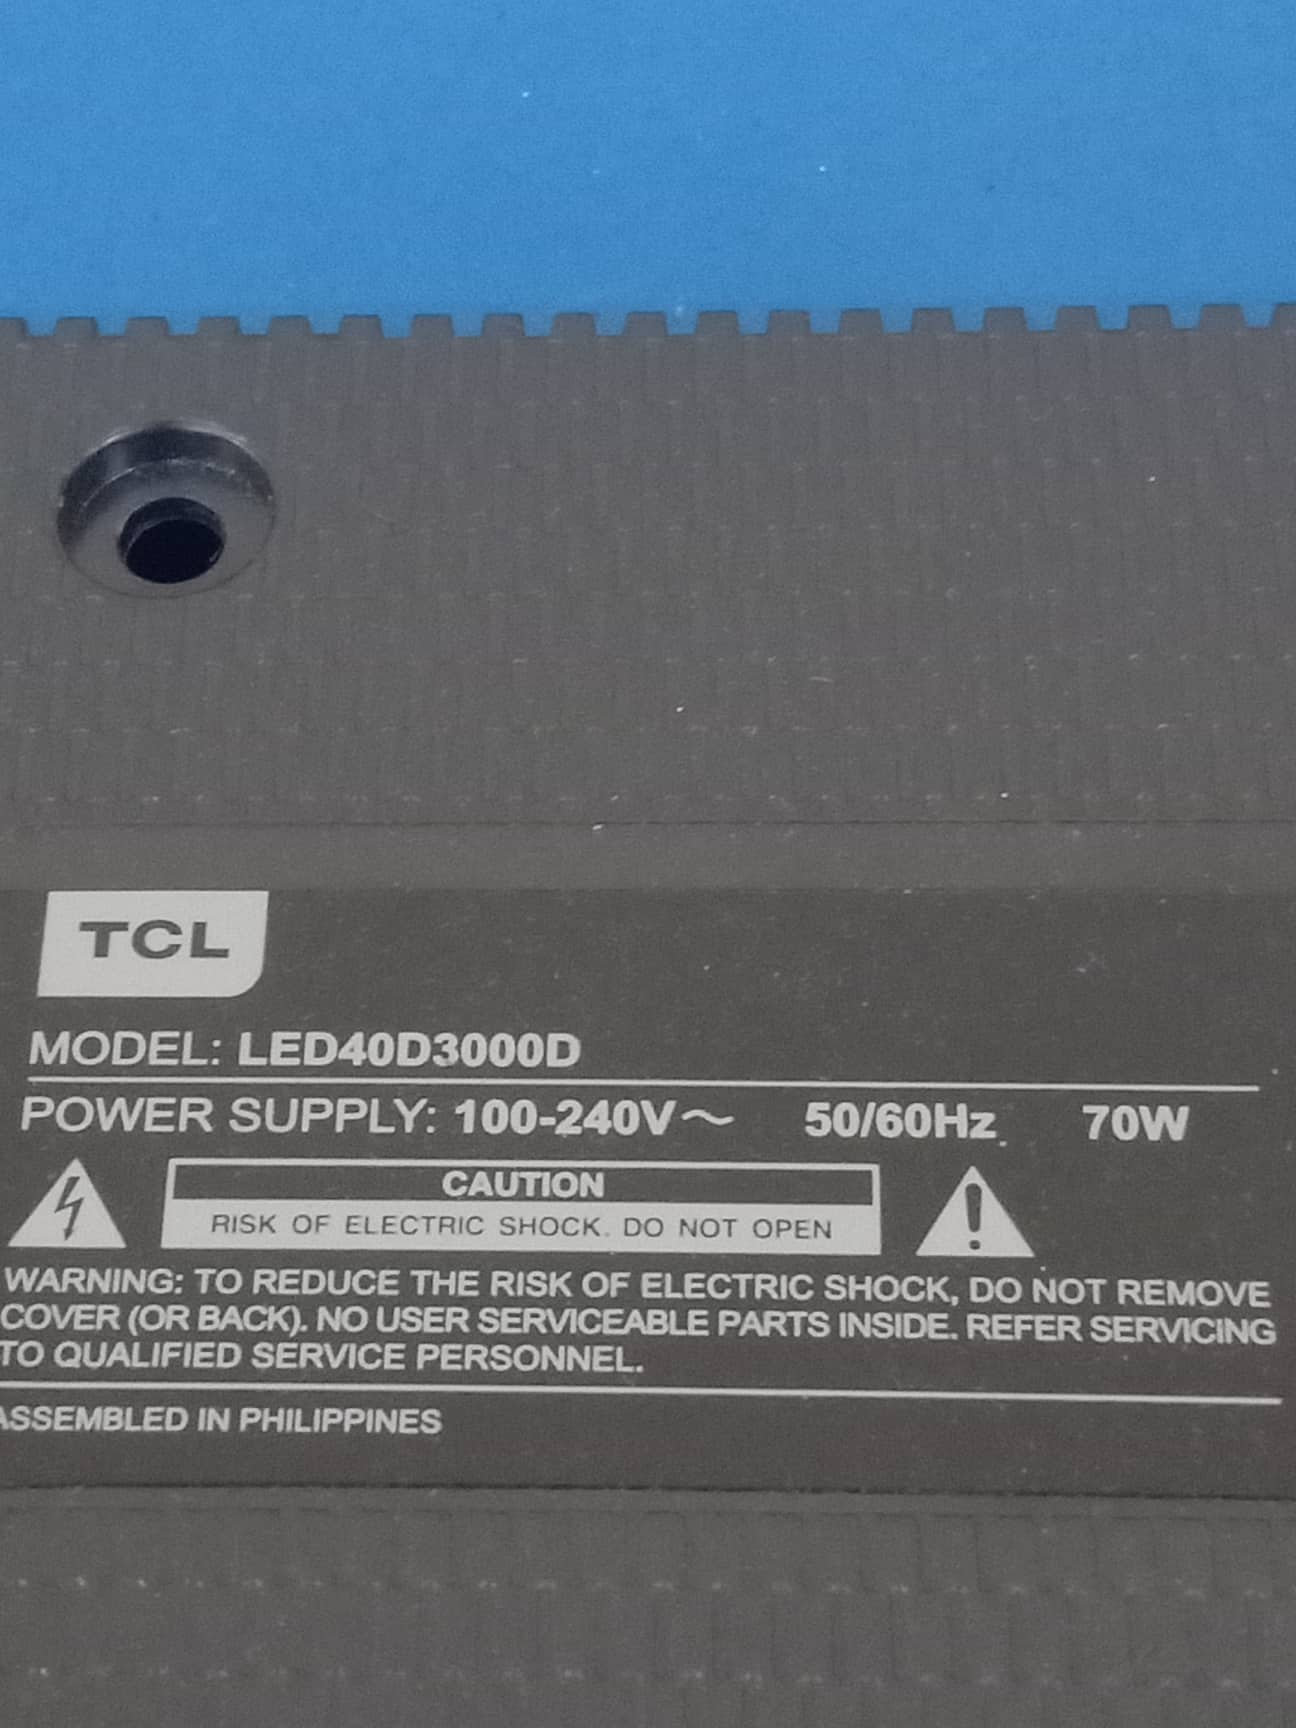 TCL
MODEL: LED40D3000D
POWER SUPPLY: 100-240V～ 50/60Hz 70W
CAUTION
RISK OF ELECTRIC SHOCK. DO NOT OPEN
WARNING: TO REDUCE THE RISK OF ELECTRIC SHOCK, DO NOT REMOVE
COVER (OR BACK). NO USER SERVICEABLE PARTS INSIDE. REFER SERVICING
TO QUALIFIED SERVICE PERSONNEL.
ASSEMBLED IN PHILIPPINES